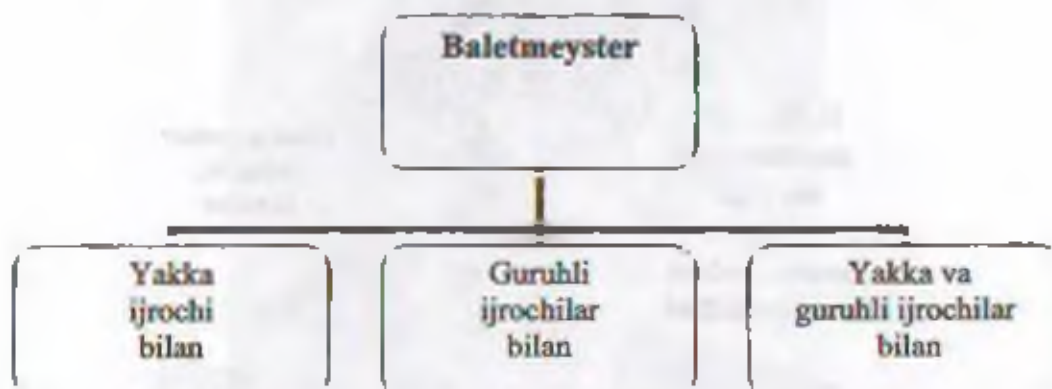 Baletmeyster
Yakka
ijrochi
bilan
Guruhli
ijrochilar
bilan
Yakka va
guruhli ijrochilar
bilan